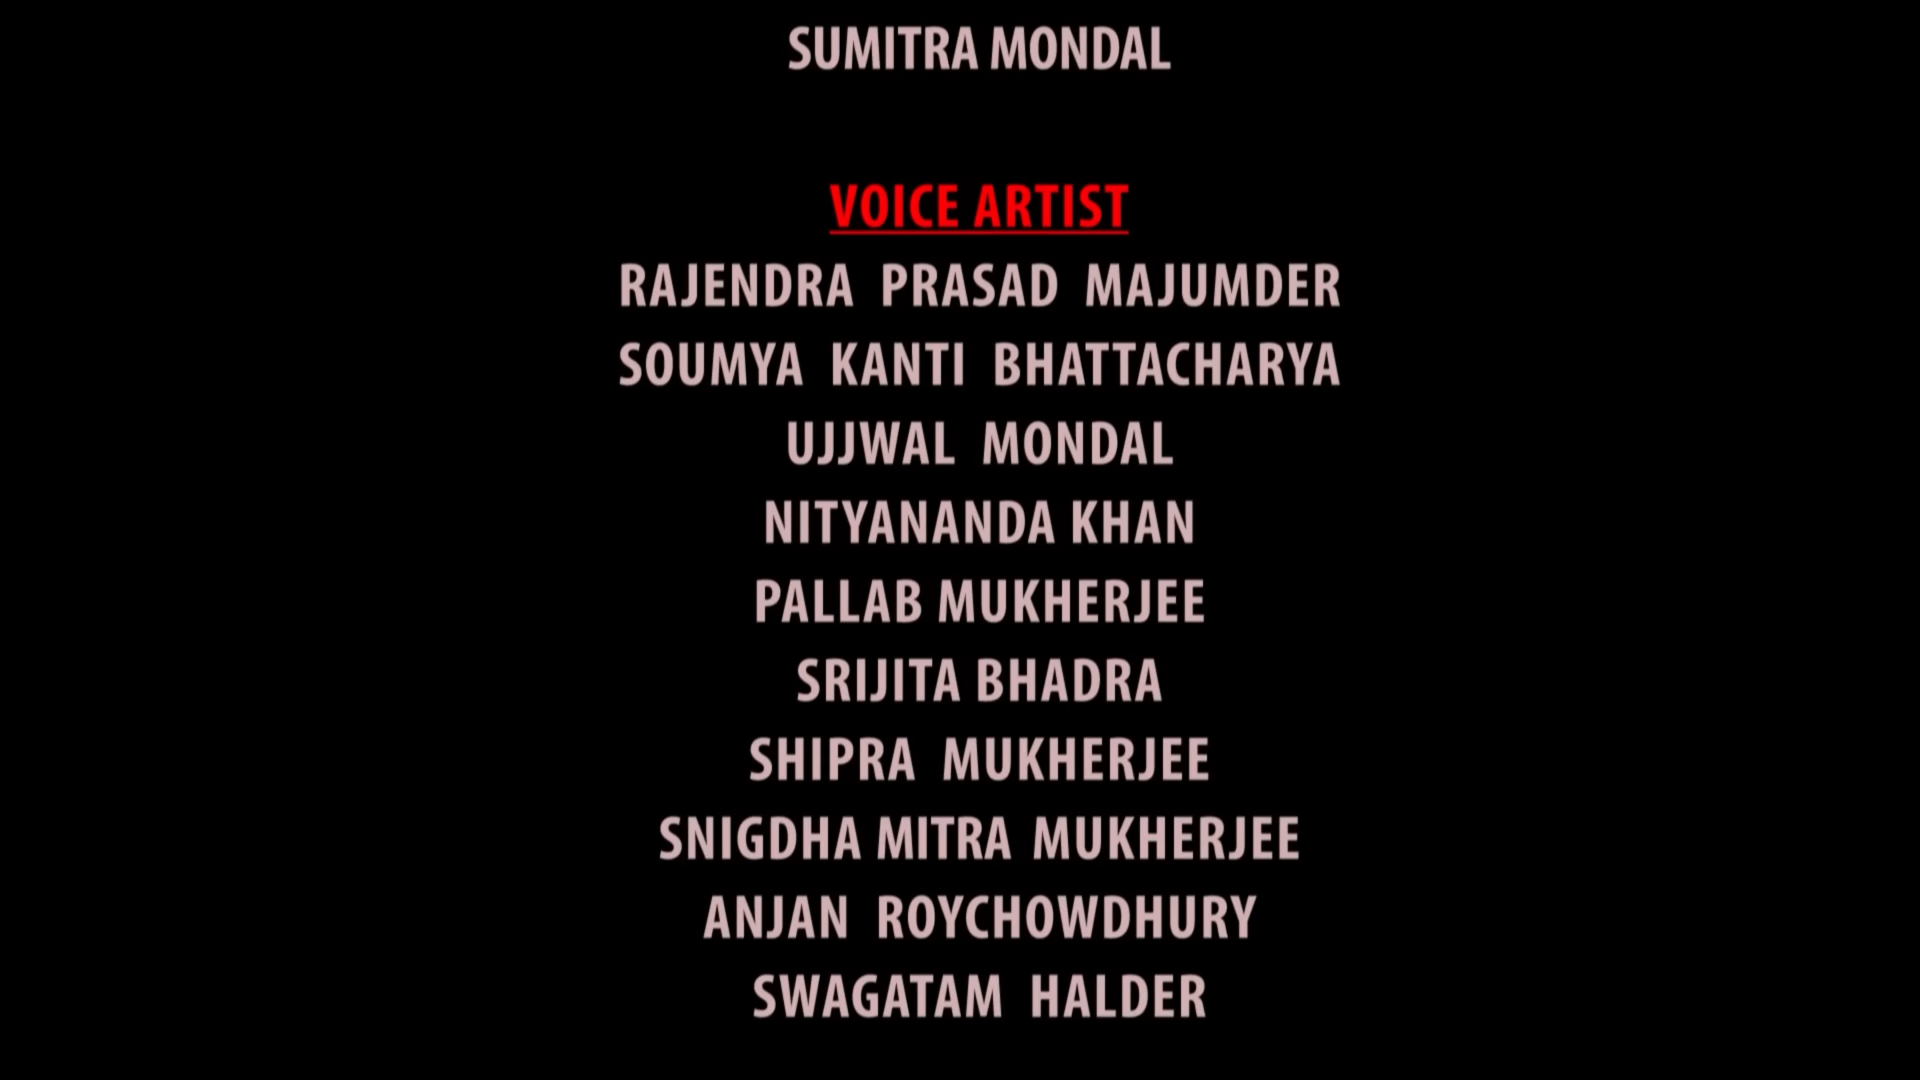 SUMITRA MONDAL
VOICE ARTIST
RAJENDRA PRASAD MAJUMDER
SOUMYA KANTI BHATTACHARYA
UJJWAL MONDAL
NITYANANDA KHAN
PALLAB MUKHERJEE
SRIJITA BHADRA
SHIPRA MUKHERJEE
SNIGDHA MITRA MUKHERJEE
ANJAN ROYCHOWDHURY
SWAGATAM HALDER